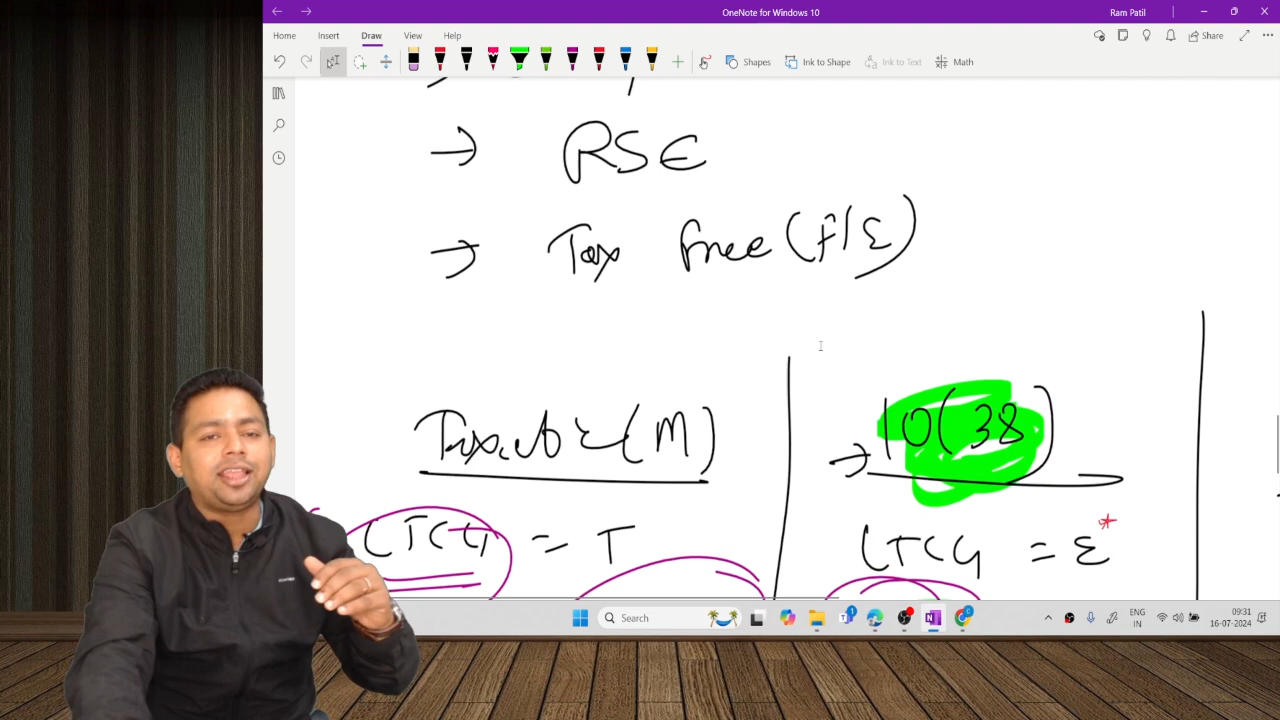 OneNote for Windows 10
Ram Patil
Home Insert Draw View Help
Share
Shapes Ink to Shape Ink to Text Math
→ RSE
→ Tax free (F/E)
10(38)
LTCG = T
LTCG = E*
Search
ENG
IN
09:31
16-07-2024